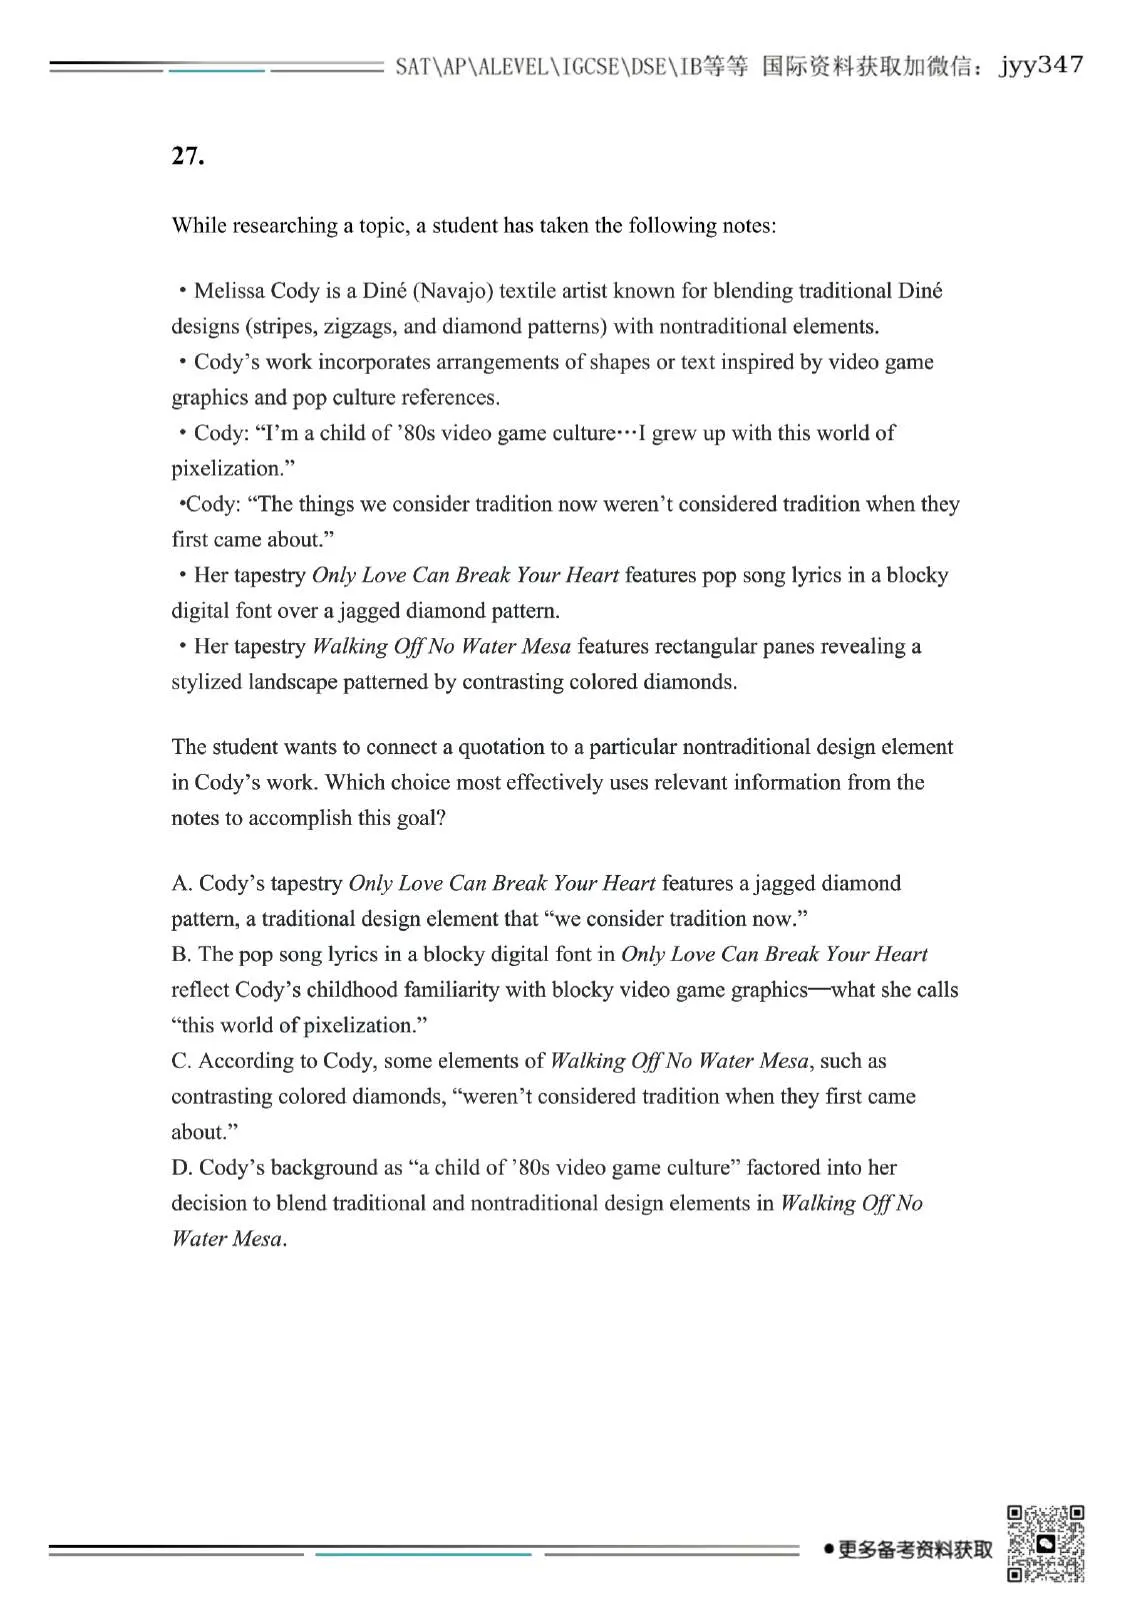 SAT\AP\ALEVEL\IGCSE\DSE\IB等等 国际资料获取加微信: jyy347
27.
While researching a topic, a student has taken the following notes:
•Melissa Cody is a Diné (Navajo) textile artist known for blending traditional Diné
designs (stripes, zigzags, and diamond patterns) with nontraditional elements.
•Cody’s work incorporates arrangements of shapes or text inspired by video game
graphics and pop culture references.
•Cody: “I’m a child of ’80s video game culture⋯I grew up with this world of
pixelization.”
•Cody: “The things we consider tradition now weren’t considered tradition when they
first came about.”
•Her tapestry Only Love Can Break Your Heart features pop song lyrics in a blocky
digital font over a jagged diamond pattern.
•Her tapestry Walking Off No Water Mesa features rectangular panes revealing a
stylized landscape patterned by contrasting colored diamonds.
The student wants to connect a quotation to a particular nontraditional design element
in Cody’s work. Which choice most effectively uses relevant information from the
notes to accomplish this goal?
A. Cody’s tapestry Only Love Can Break Your Heart features a jagged diamond
pattern, a traditional design element that “we consider tradition now.”
B. The pop song lyrics in a blocky digital font in Only Love Can Break Your Heart
reflect Cody’s childhood familiarity with blocky video game graphics—what she calls
“this world of pixelization.”
C. According to Cody, some elements of Walking Off No Water Mesa, such as
contrasting colored diamonds, “weren’t considered tradition when they first came
about.”
D. Cody’s background as “a child of ’80s video game culture” factored into her
decision to blend traditional and nontraditional design elements in Walking Off No
Water Mesa.
●更多备考资料获取